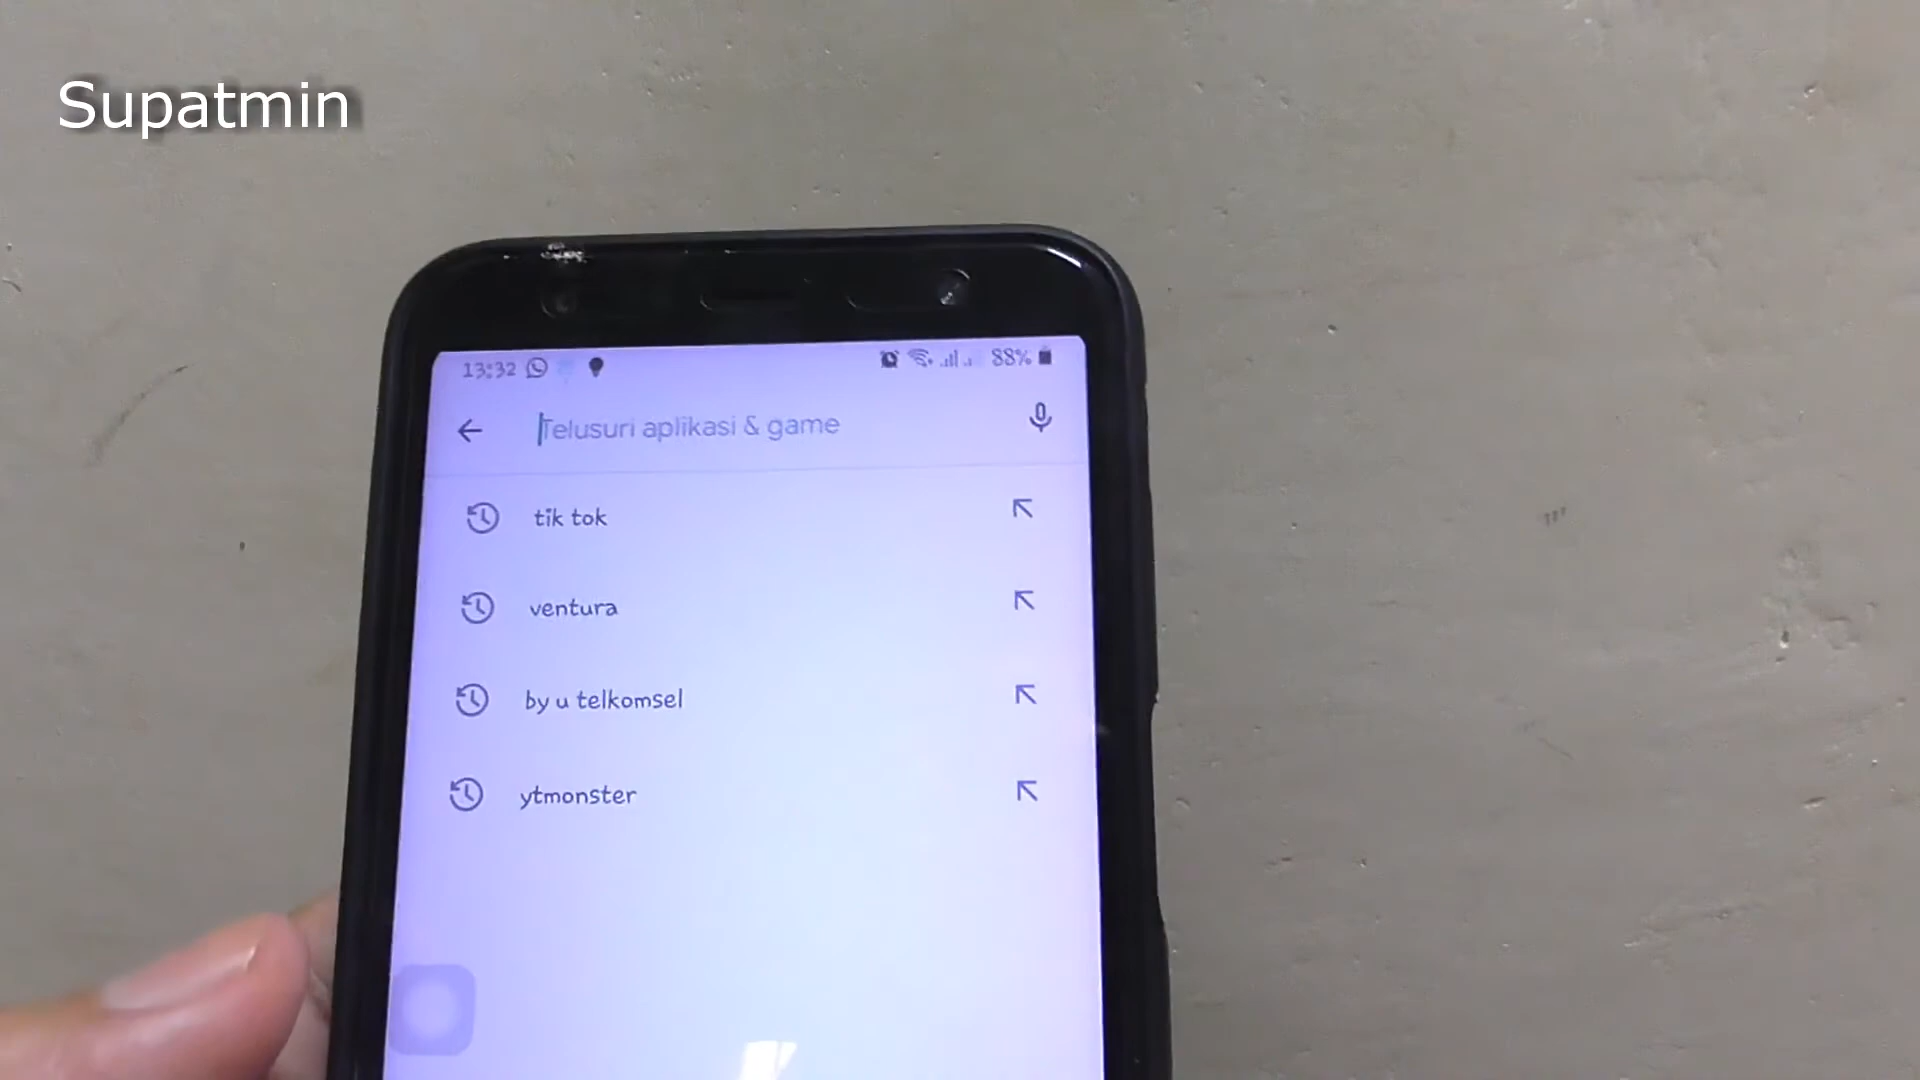 Supatmin
13:32 88%
Telusuri aplikasi & game
tik tok
ventura
by u telkomsel
ytmonster